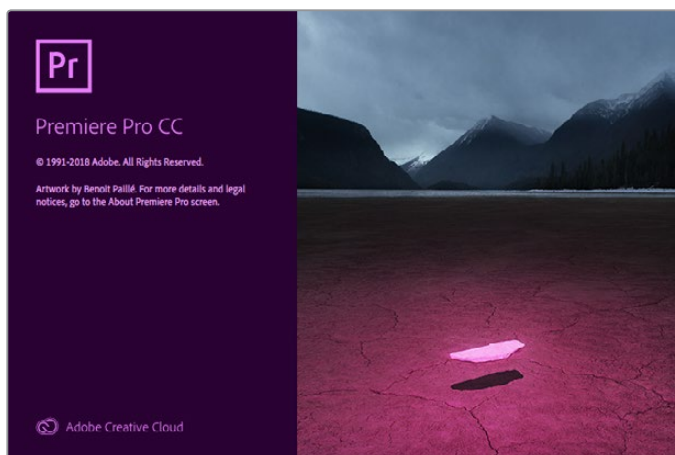 Pr
Premiere Pro CC
© 1991-2018 Adobe. All Rights Reserved.
Artwork by Benoit Paillé. For more details and legal
notices, go to the About Premiere Pro screen.
Adobe Creative Cloud